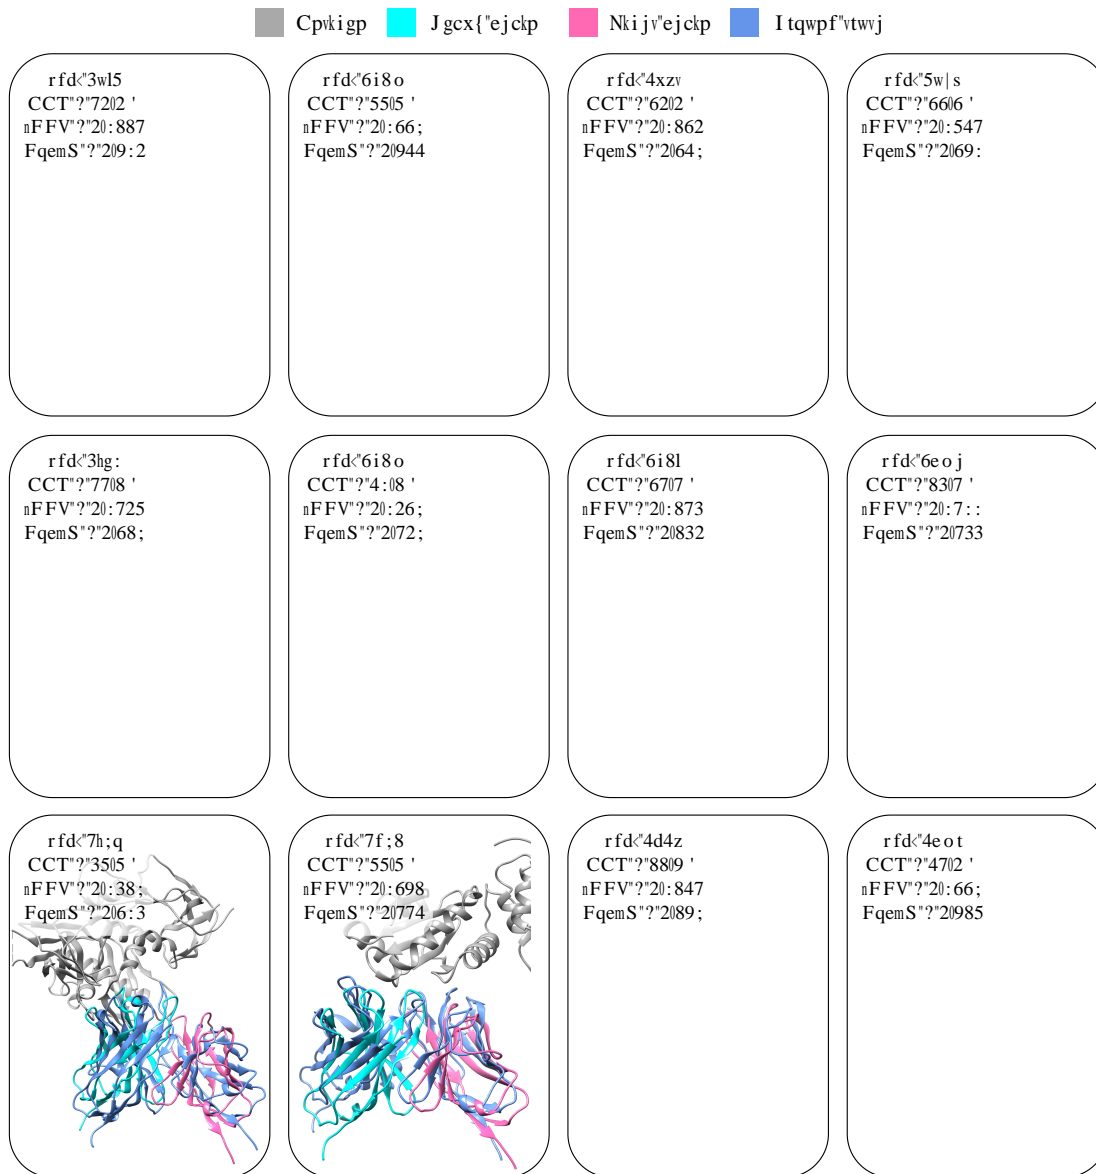 Cpvkigp
Jgcx{"ejckp
Nkijv"ejckp
Itqwpf"vtwvj
rfd<"3wl5
CCT"?"7202 '
nFFV"?"20:887
FqemS"?"209:2
rfd<"6i8o
CCT"?"5505 '
nFFV"?"20:66;
FqemS"?"20944
rfd<"4xzv
CCT"?"6202 '
nFFV"?"20:862
FqemS"?"2064;
rfd<"5w|s
CCT"?"6606 '
nFFV"?"20:547
FqemS"?"2069:
rfd<"3hg:
CCT"?"7708 '
nFFV"?"20:725
FqemS"?"2068;
rfd<"6i8o
CCT"?"4:08 '
nFFV"?"20:26;
FqemS"?"2072;
rfd<"6i8l
CCT"?"6707 '
nFFV"?"20:873
FqemS"?"20832
rfd<"6eoj
CCT"?"8307 '
nFFV"?"20:7::
FqemS"?"20733
rfd<"7h;q
CCT"?"3505 '
nFFV"?"20:38;
FqemS"?"206:3
rfd<"7f;8
CCT"?"5505 '
nFFV"?"20:698
FqemS"?"20774
rfd<"4d4z
CCT"?"8809 '
nFFV"?"20:847
FqemS"?"2089;
rfd<"4eot
CCT"?"4702 '
nFFV"?"20:66;
FqemS"?"20985